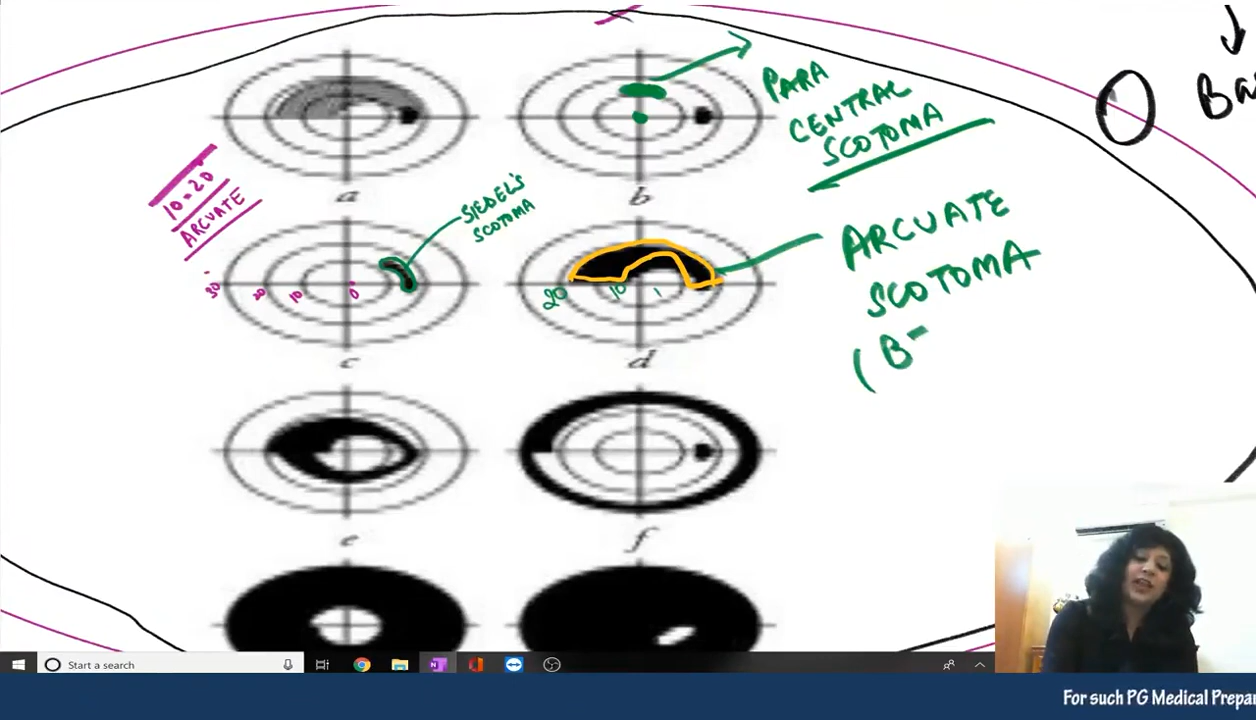 PARA
CENTRAL
SCOTOMA
a
b
10-20
ARCUATE
SIEDEL'S
SCOTOMA
ARCUATE
SCOTOMA
(B
30°
20
10
0°
20
10
1
c
d
e
f
Start a search
For such PG Medical Prepar